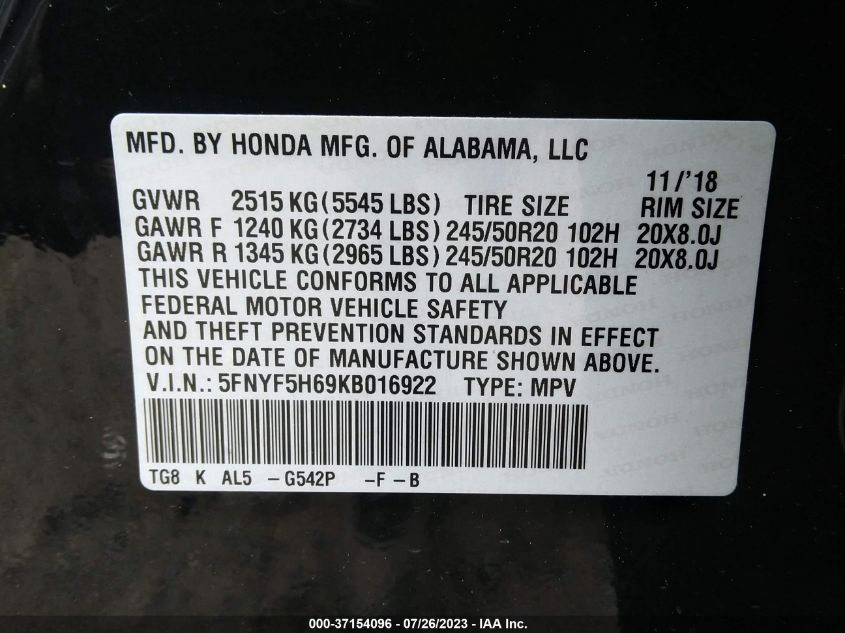 MFD. BY HONDA MFG. OF ALABAMA, LLC
11/'18
GVWR 2515 KG (5545 LBS) TIRE SIZE RIM SIZE
GAWR F 1240 KG (2734 LBS) 245/50R20 102H 20X8.0J
GAWR R 1345 KG (2965 LBS) 245/50R20 102H 20X8.0J
THIS VEHICLE CONFORMS TO ALL APPLICABLE
FEDERAL MOTOR VEHICLE SAFETY
AND THEFT PREVENTION STANDARDS IN EFFECT
ON THE DATE OF MANUFACTURE SHOWN ABOVE.
V.I.N.: 5FNYF5H69KB016922 TYPE: MPV
TG8 K AL5 -G542P -F -B
000-37154096 - 07/26/2023 - IAA Inc.